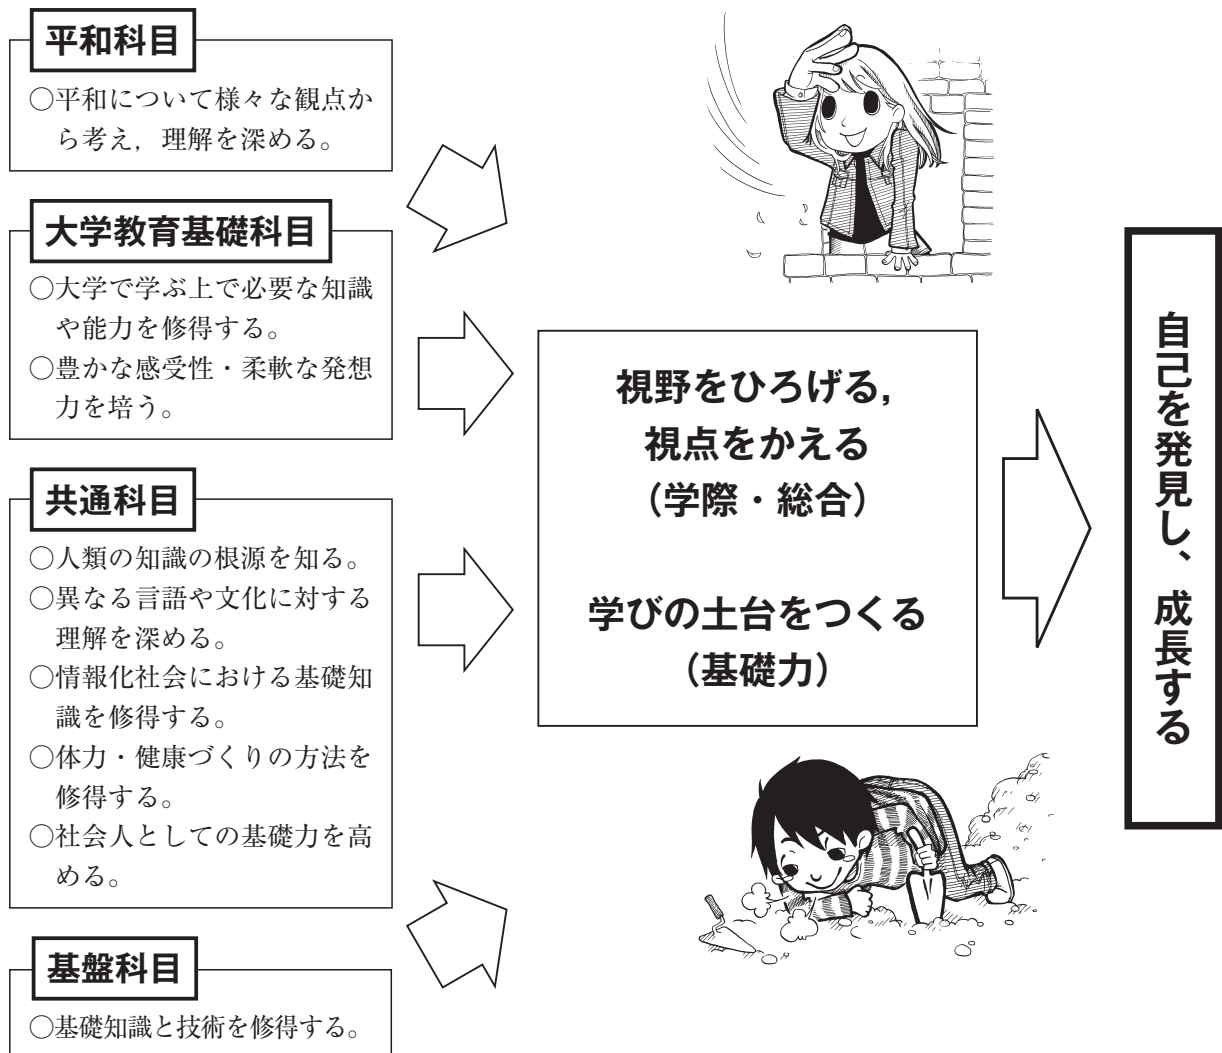 平和科目
○平和について様々な観点か
ら考え，理解を深める。
大学教育基礎科目
○大学で学ぶ上で必要な知識
や能力を修得する。
○豊かな感受性・柔軟な発想
力を培う。
共通科目
○人類の知識の根源を知る。
○異なる言語や文化に対する
理解を深める。
○情報化社会における基礎知
識を修得する。
○体力・健康づくりの方法を
修得する。
○社会人としての基礎力を高
める。
基盤科目
○基礎知識と技術を修得する。
視野をひろげる，
視点をかえる
（学際・総合）
学びの土台をつくる
（基礎力）
自己を発見し、成長する